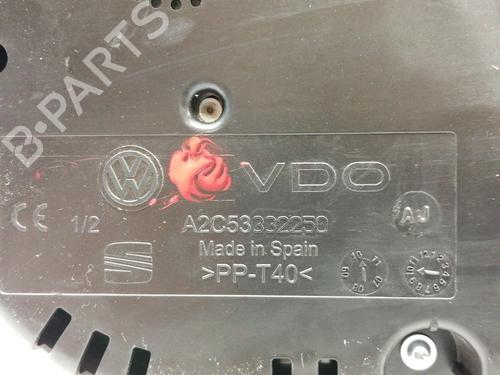 B-PARTS
VDO
CE 1/2 A2C53332250 AJ
Made in Spain
>PP-T40<